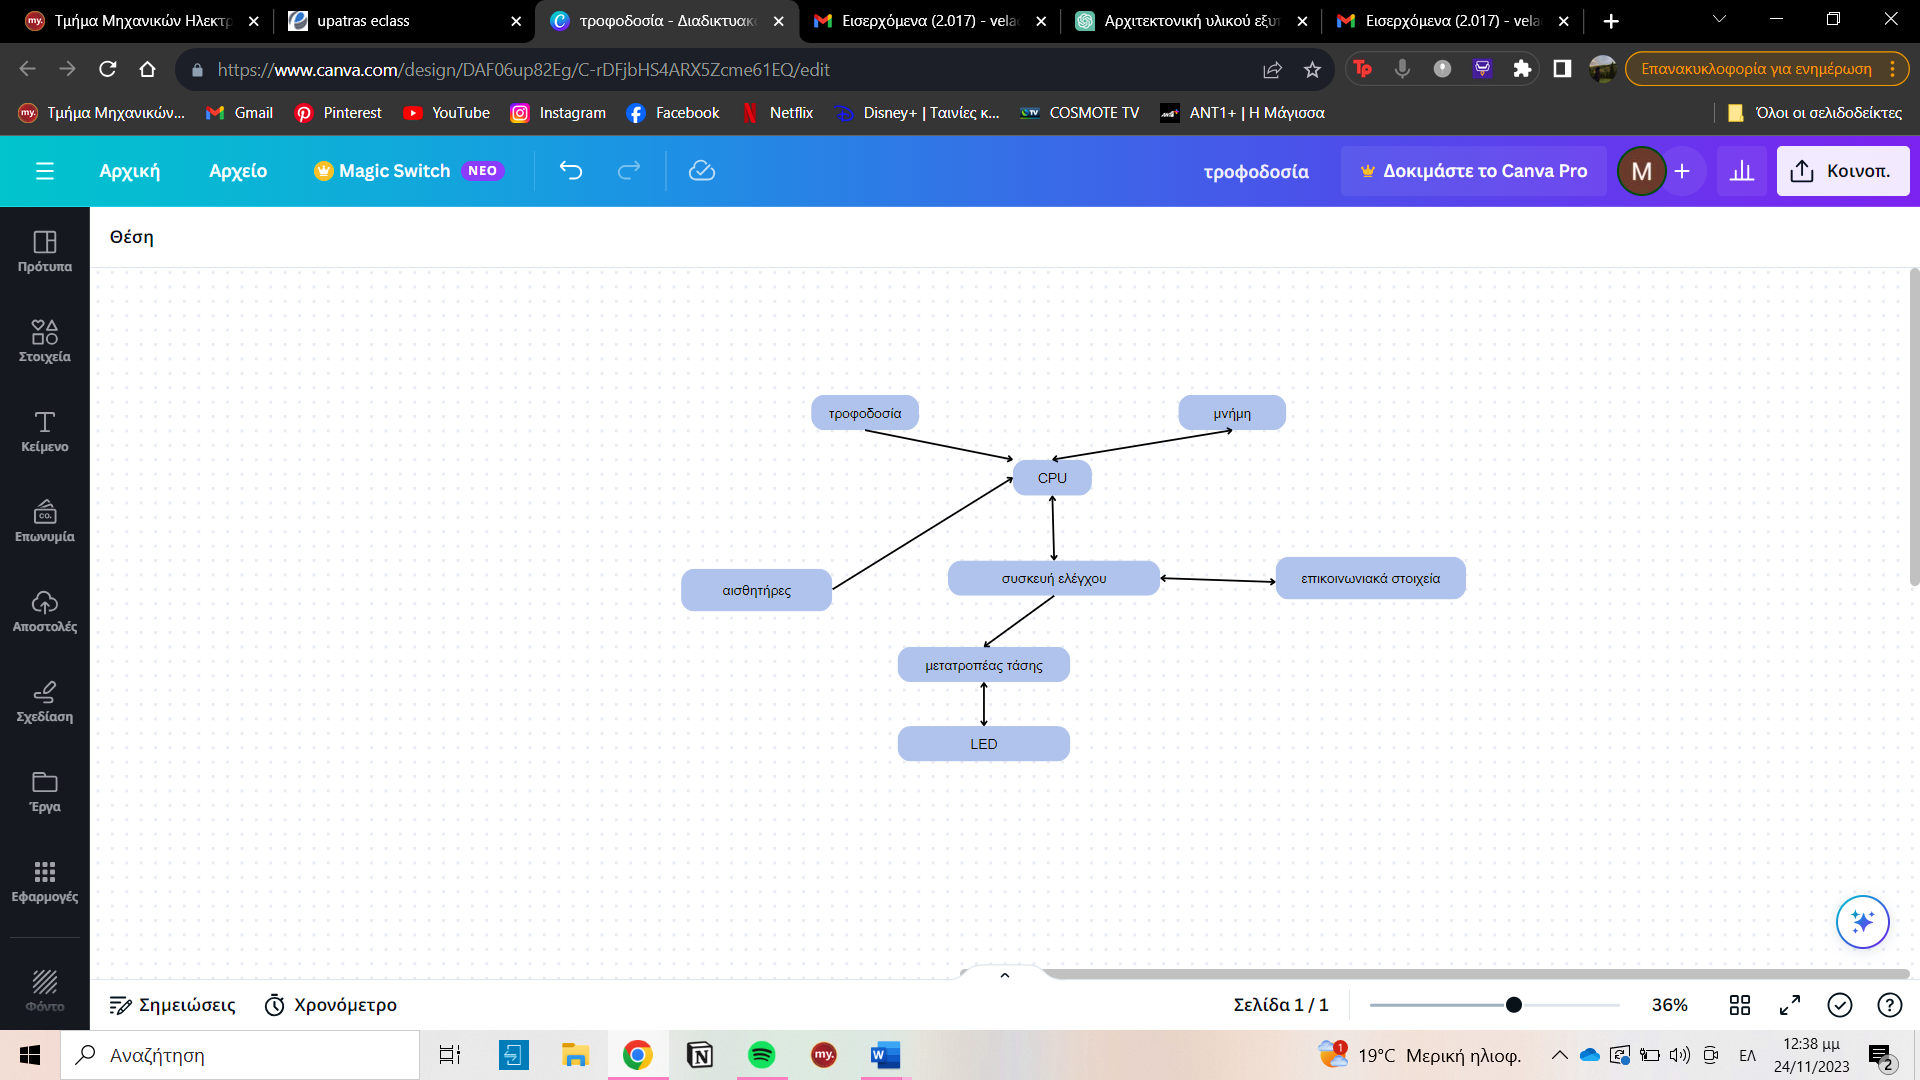 Τμήμα Μηχανικών Ηλεκτρ
upatras eclass
τροφοδοσία - Διαδικτυακ
Εισερχόμενα (2.017) - vela
Αρχιτεκτονική υλικού εξυ
Εισερχόμενα (2.017) - vela
https://www.canva.com/design/DAF06up82Eg/C-rDFjbHS4ARX5Zcme61EQ/edit
Επανακυκλοφορία για ενημέρωση
Τμήμα Μηχανικών...
Gmail
Pinterest
YouTube
Instagram
Facebook
Netflix
Disney+ | Ταινίες κ...
COSMOTE TV
ANT1+ | Η Μάγισσα
Όλοι οι σελιδοδείκτες
Αρχική
Αρχείο
Magic Switch
ΝΕΟ
τροφοδοσία
Δοκιμάστε το Canva Pro
M
Κοινοπ.
Θέση
Πρότυπα
Στοιχεία
Κείμενο
Επωνυμία
Αποστολές
Σχεδίαση
Έργα
Εφαρμογές
Φόντο
τροφοδοσία
μνήμη
CPU
αισθητήρες
συσκευή ελέγχου
επικοινωνιακά στοιχεία
μετατροπέας τάσης
LED
Σημειώσεις
Χρονόμετρο
Σελίδα 1 / 1
36%
Αναζήτηση
19°C Μερική ηλιοφ.
ΕΛ
12:38 μμ
24/11/2023
2